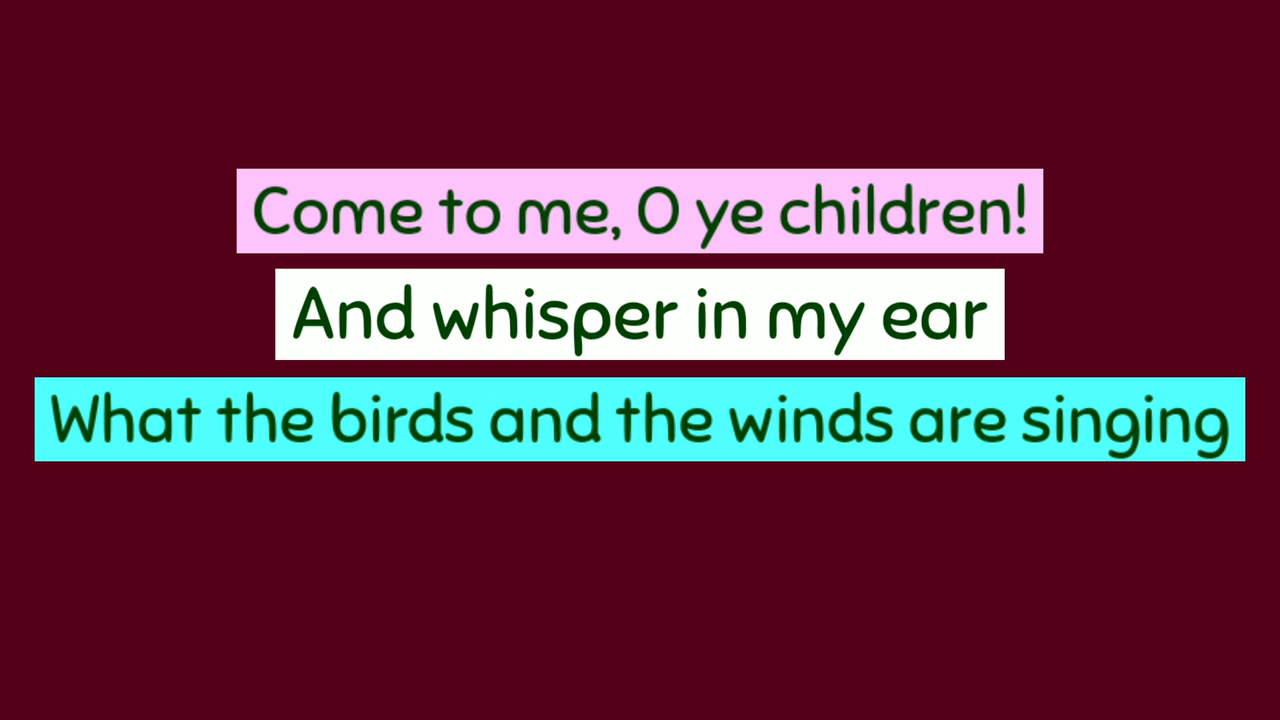 Come to me, O ye children!
And whisper in my ear
What the birds and the winds are singing